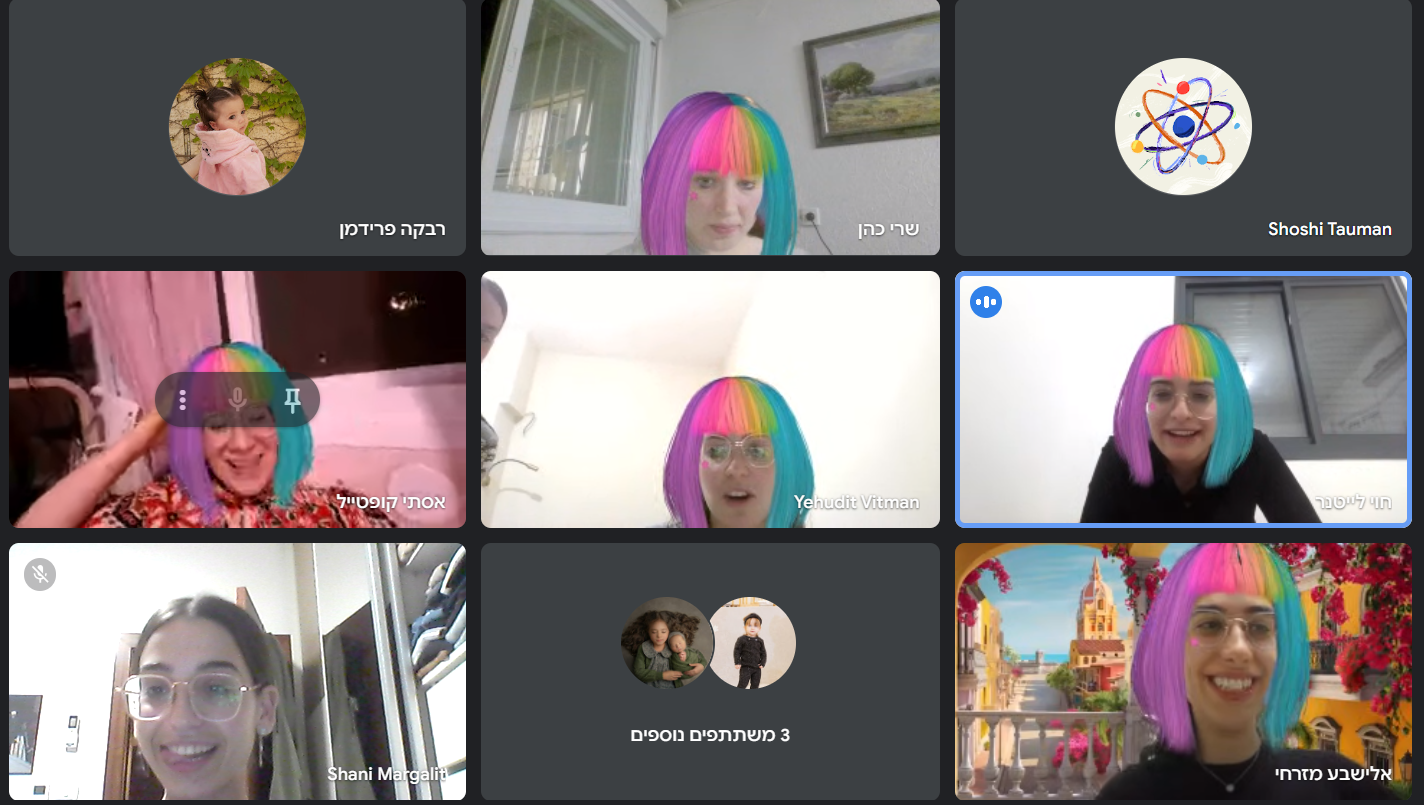 רבקה פרידמן
שרי כהן
Shoshi Tauman
אסתי קופטייל
Yehudit Vitman
חוי לייטנר
Shani Margalit
3 משתתפים נוספים
אלישבע מזרחי